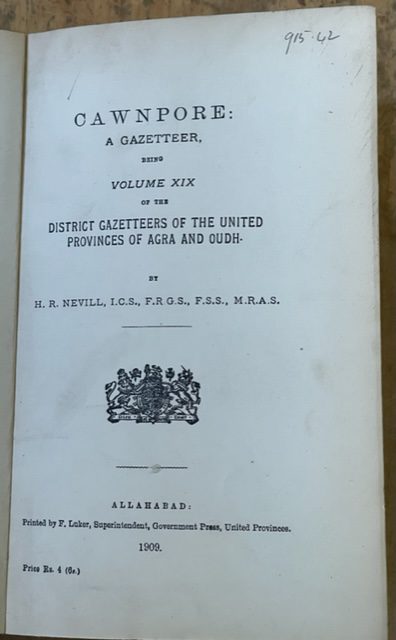 915.42
CAWNPORE:
A GAZETTEER,
BEING
VOLUME XIX
OF THE
DISTRICT GAZETTEERS OF THE UNITED
PROVINCES OF AGRA AND OUDH.
BY
H. R. NEVILL, I.C.S., F.R G.S., F.S.S., M.R.A.S.
ALLAHABAD:
Printed by F. Luker, Superintendent, Government Press, United Provinces.
1909.
Price Rs. 4 (6s.)